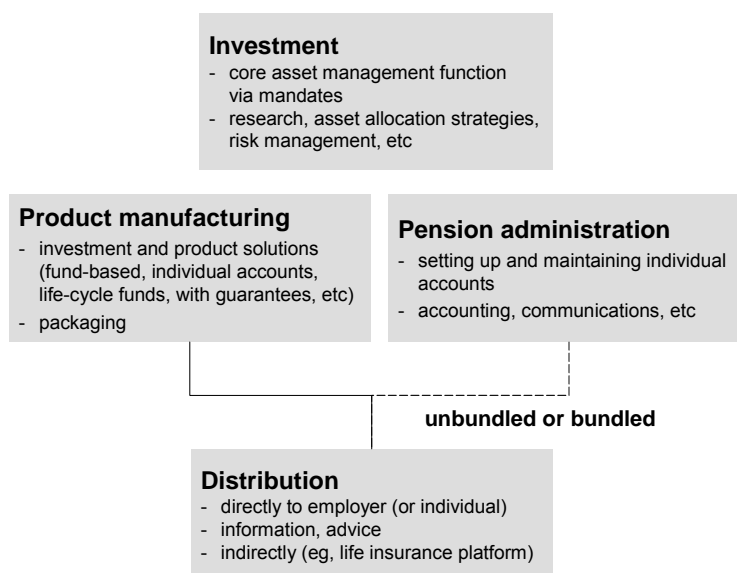 Investment
- core asset management function
via mandates
- research, asset allocation strategies,
risk management, etc
Product manufacturing
- investment and product solutions
(fund-based, individual accounts,
life-cycle funds, with guarantees, etc)
- packaging
Pension administration
- setting up and maintaining individual
accounts
- accounting, communications, etc
unbundled or bundled
Distribution
- directly to employer (or individual)
- information, advice
- indirectly (eg, life insurance platform)